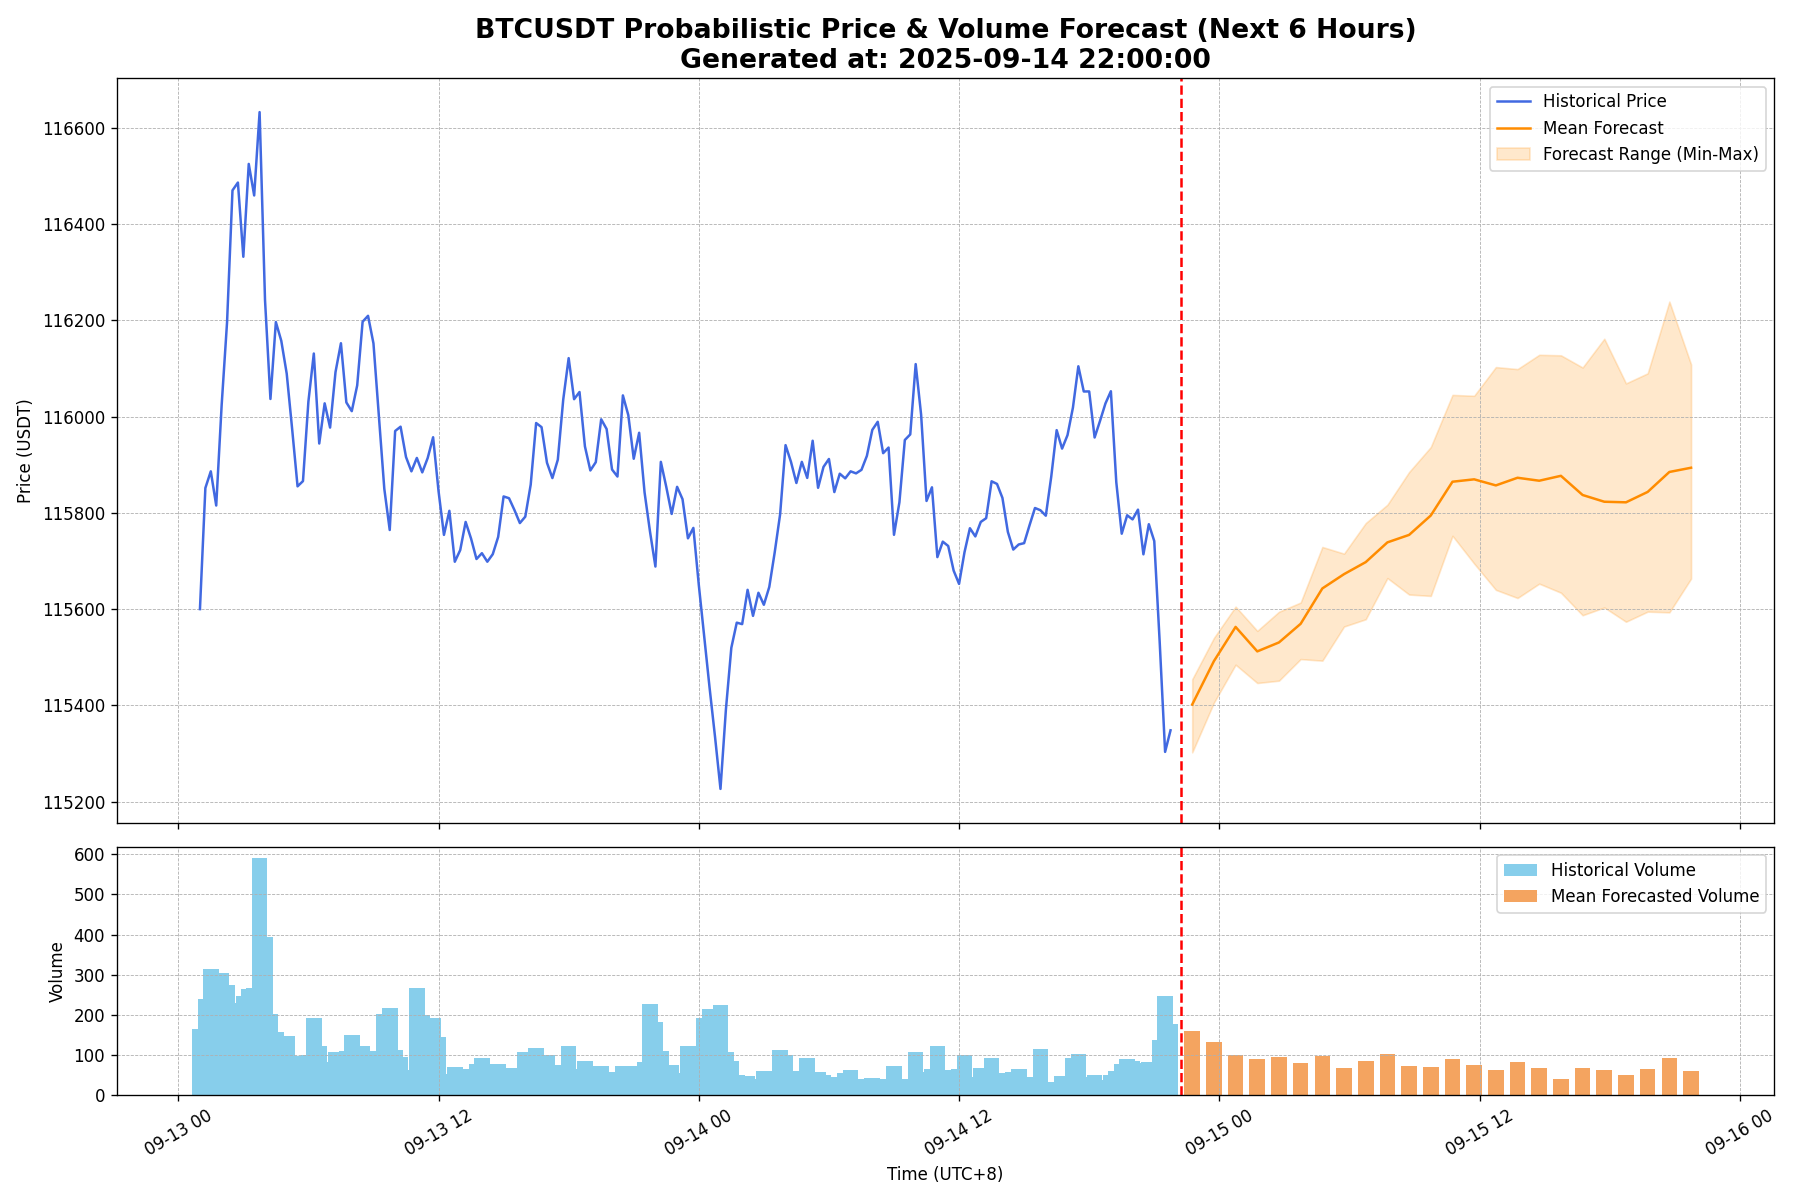 BTCUSDT Probabilistic Price & Volume Forecast (Next 6 Hours)
Generated at: 2025-09-14 22:00:00
Historical Price
Mean Forecast
Forecast Range (Min-Max)
116600
116400
116200
116000
115800
115600
115400
115200
Price (USDT)
Historical Volume
Mean Forecasted Volume
600
500
400
300
200
100
0
Volume
09-13 00
09-13 12
09-14 00
09-14 12
09-15 00
09-15 12
09-16 00
Time (UTC+8)